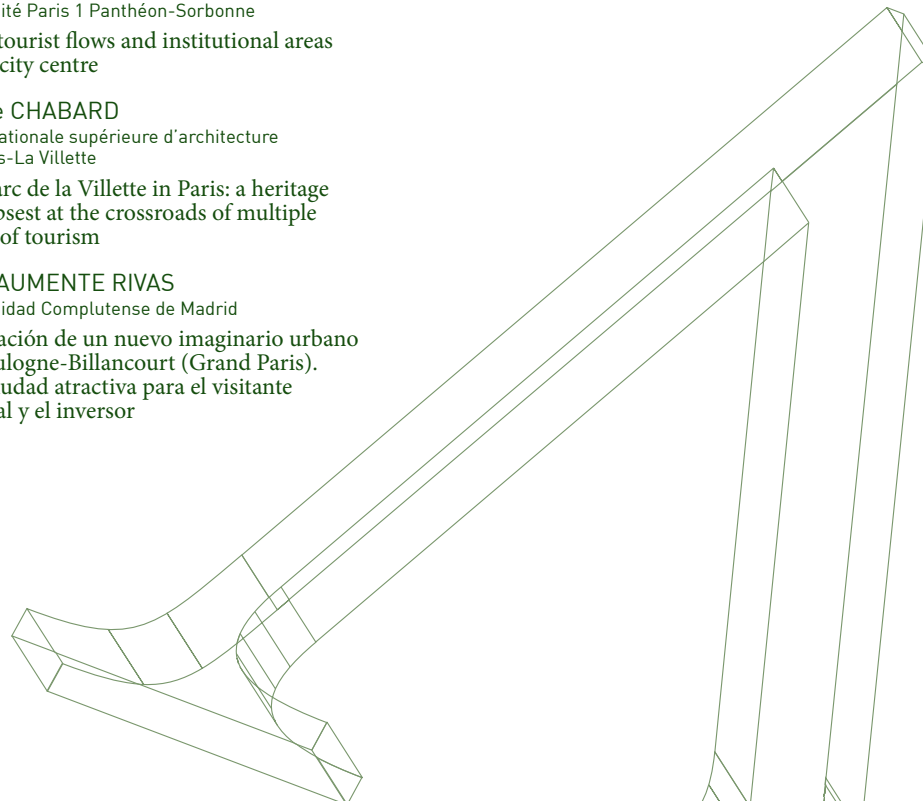 ité Paris 1 Panthéon-Sorbonne
tourist flows and institutional areas
city centre
e CHABARD
ationale supérieure d'architecture
s-La Villette
arc de la Villette in Paris: a heritage
psest at the crossroads of multiple
of tourism
AUMENTE RIVAS
idad Complutense de Madrid
ación de un nuevo imaginario urbano
ulogne-Billancourt (Grand Paris).
iudad atractiva para el visitante
al y el inversor